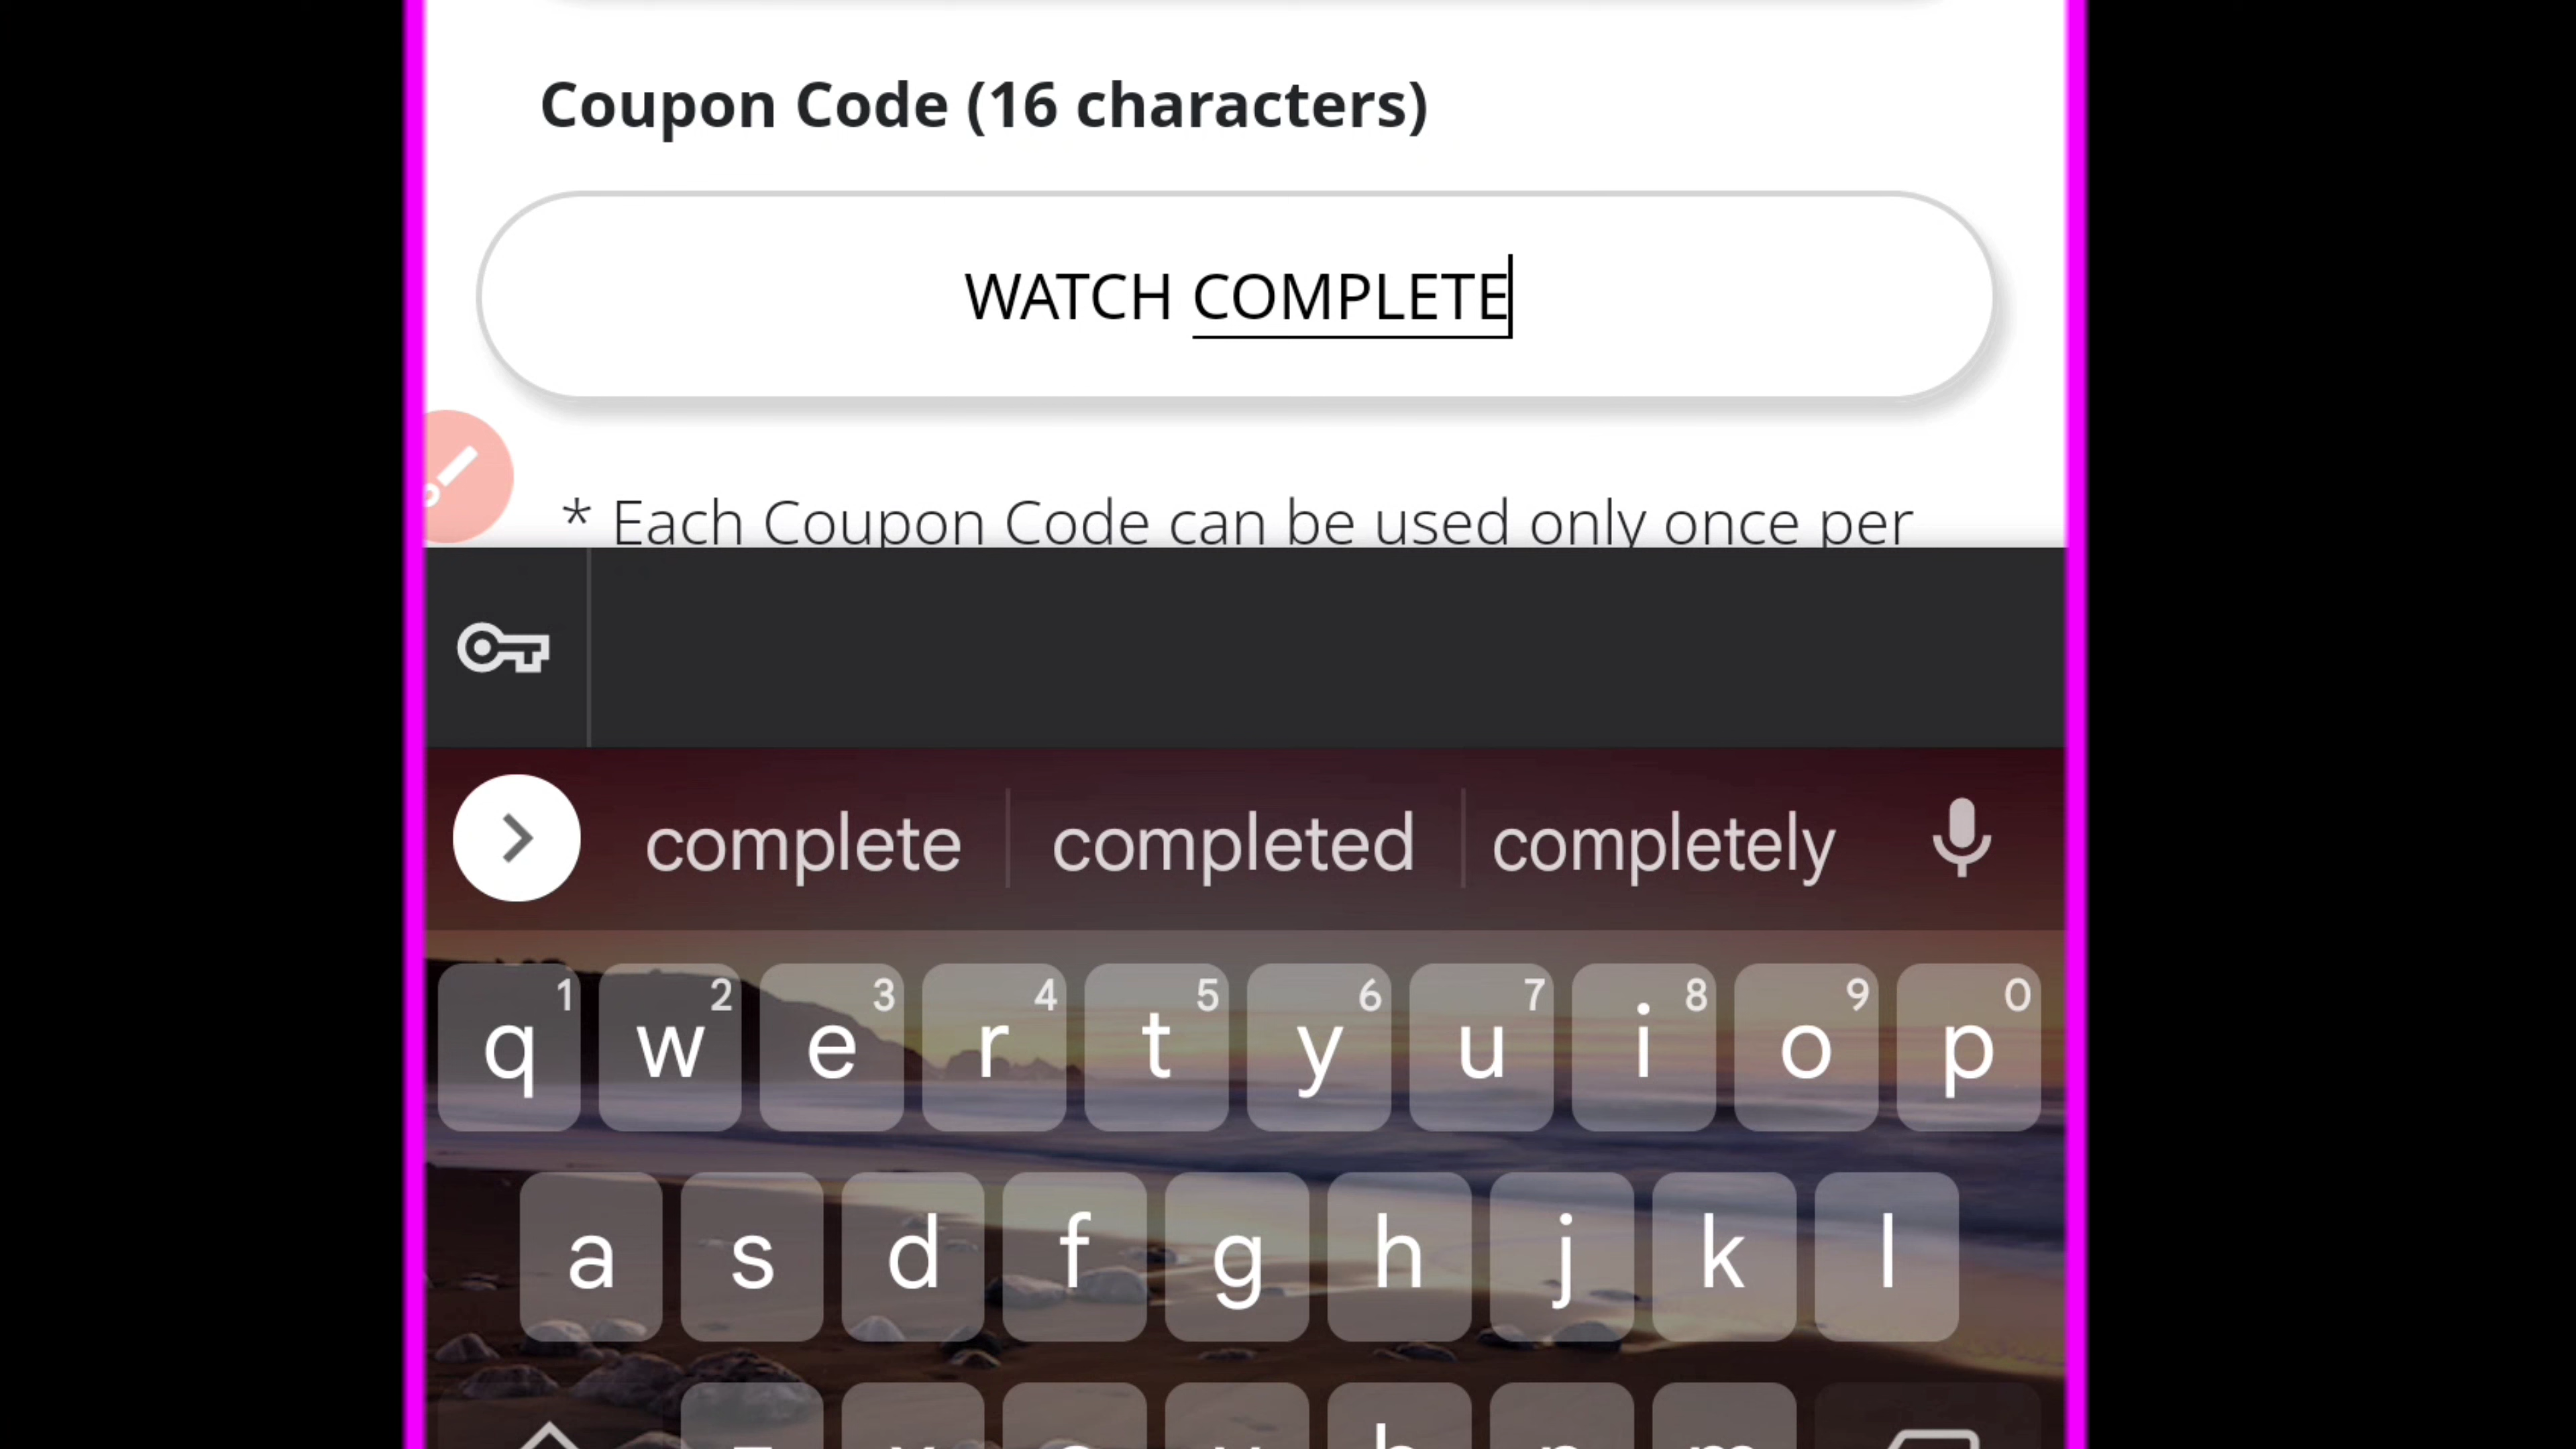 Coupon Code (16 characters)
WATCH COMPLETE
* Each Coupon Code can be used only once per
complete completed completely
1 2 3 4 5 6 7 8 9 0
q w e r t y u i o p
a s d f g h j k l